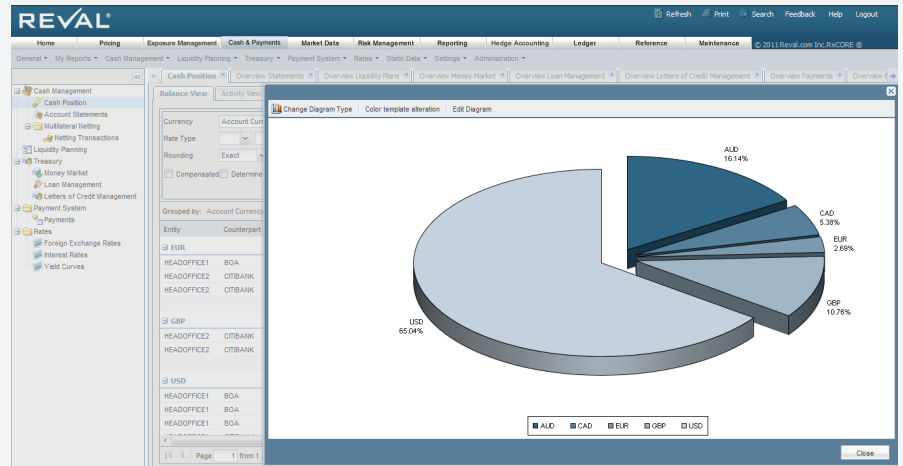 REVAL®
Refresh Print Search Feedback Help Logout
Home Pricing Exposure Management Cash & Payments Market Data Risk Management Reporting Hedge Accounting Ledger Reference Maintenance © 2011 Reval.com Inc.RxCORE ®
General My Reports Cash Management Liquidity Planning Treasury Payment System Rates Static Data Settings Administration
Cash Position Overview Statements Overview Liquidity Plans Overview Money Market Overview Loan Management Overview Letters of Credit Management Overview Payments Overview E
Cash Management
Cash Position
Account Statements
Multilateral Netting
Netting Transactions
Liquidity Planning
Treasury
Money Market
Loan Management
Letters of Credit Management
Payment System
Payments
Rates
Foreign Exchange Rates
Interest Rates
Yield Curves
Balance View Activity View
Currency Account Curr
Rate Type
Rounding Exact
Compensated Determine
Grouped by: Account Currency
Entity Counterpart
EUR
HEADOFFICE1 BOA
HEADOFFICE2 CITIBANK
HEADOFFICE2 CITIBANK
GBP
HEADOFFICE2 CITIBANK
USD
HEADOFFICE1 BOA
HEADOFFICE1 BOA
HEADOFFICE1 BOA
Page 1 from 1
Change Diagram Type Color template alteration Edit Diagram
AUD
16.14%
CAD
5.38%
EUR
2.69%
GBP
10.76%
USD
65.04%
AUD CAD EUR GBP USD
Close